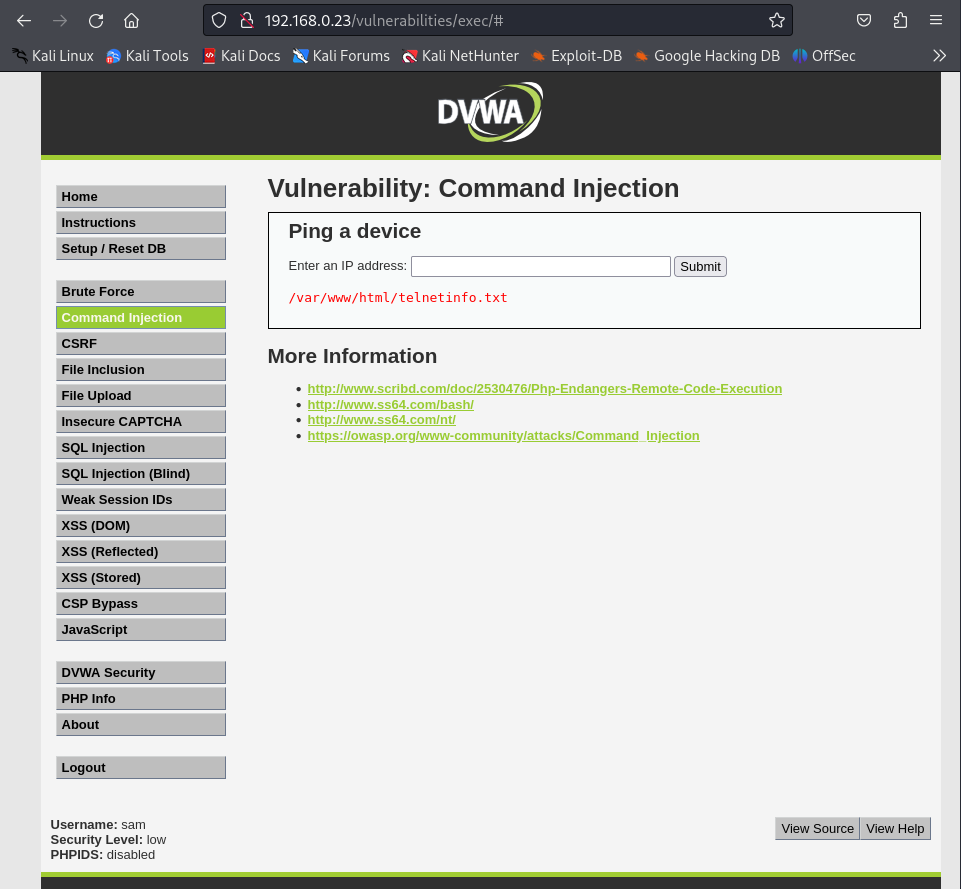 192.168.0.23/vulnerabilities/exec/#
Kali Linux Kali Tools Kali Docs Kali Forums Kali NetHunter Exploit-DB Google Hacking DB OffSec
DVWA
Home
Instructions
Setup / Reset DB
Brute Force
Command Injection
CSRF
File Inclusion
File Upload
Insecure CAPTCHA
SQL Injection
SQL Injection (Blind)
Weak Session IDs
XSS (DOM)
XSS (Reflected)
XSS (Stored)
CSP Bypass
JavaScript
DVWA Security
PHP Info
About
Logout
Vulnerability: Command Injection
Ping a device
Enter an IP address: Submit
/var/www/html/telnetinfo.txt
More Information
http://www.scribd.com/doc/2530476/Php-Endangers-Remote-Code-Execution
http://www.ss64.com/bash/
http://www.ss64.com/nt/
https://owasp.org/www-community/attacks/Command_Injection
Username: sam
Security Level: low
PHPIDS: disabled
View Source View Help